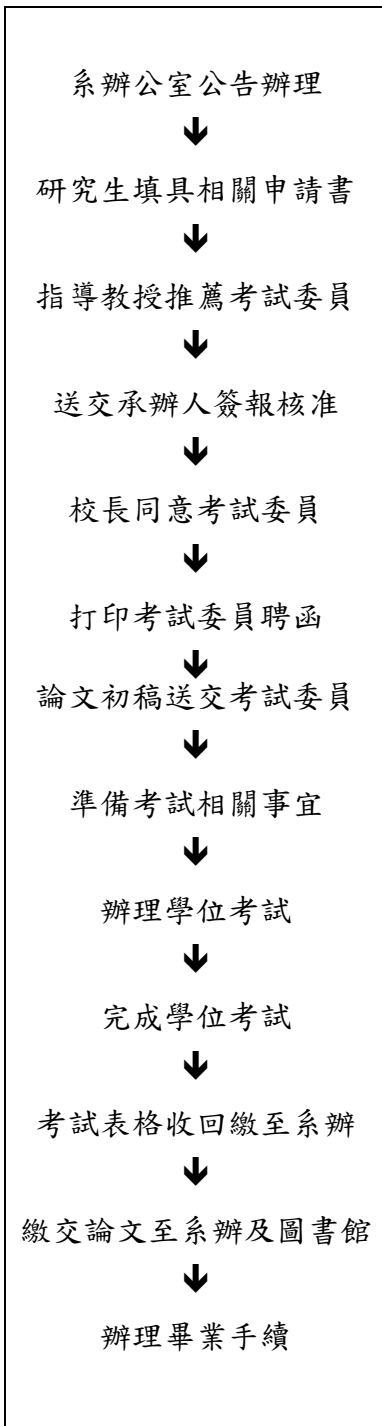 系辦公室公告辦理
研究生填具相關申請書
指導教授推薦考試委員
送交承辦人簽報核准
校長同意考試委員
打印考試委員聘函
論文初稿送交考試委員
準備考試相關事宜
辦理學位考試
完成學位考試
考試表格收回繳至系辦
繳交論文至系辦及圖書館
辦理畢業手續